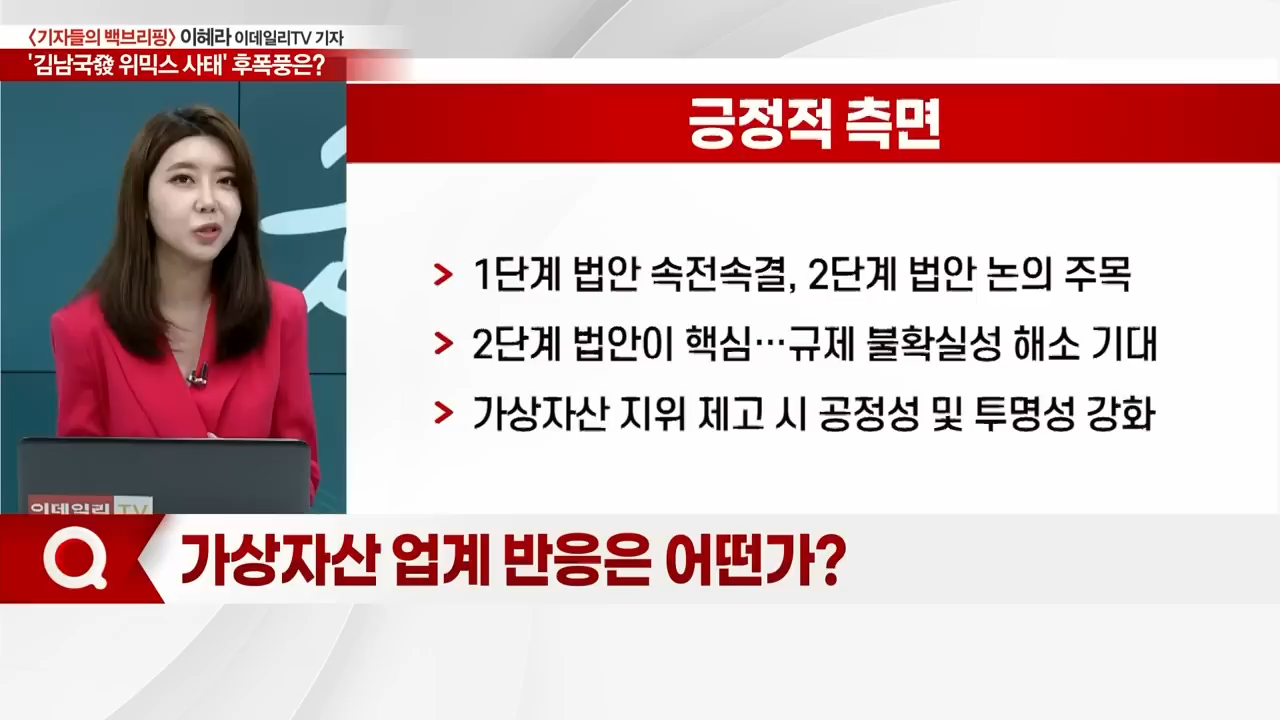 〈기자들의 백브리핑〉 이혜라 이데일리TV 기자
'김남국發 위믹스 사태' 후폭풍은?
긍정적 측면
> 1단계 법안 속전속결, 2단계 법안 논의 주목
> 2단계 법안이 핵심…규제 불확실성 해소 기대
> 가상자산 지위 제고 시 공정성 및 투명성 강화
이데일리 TV
Q 가상자산 업계 반응은 어떤가?